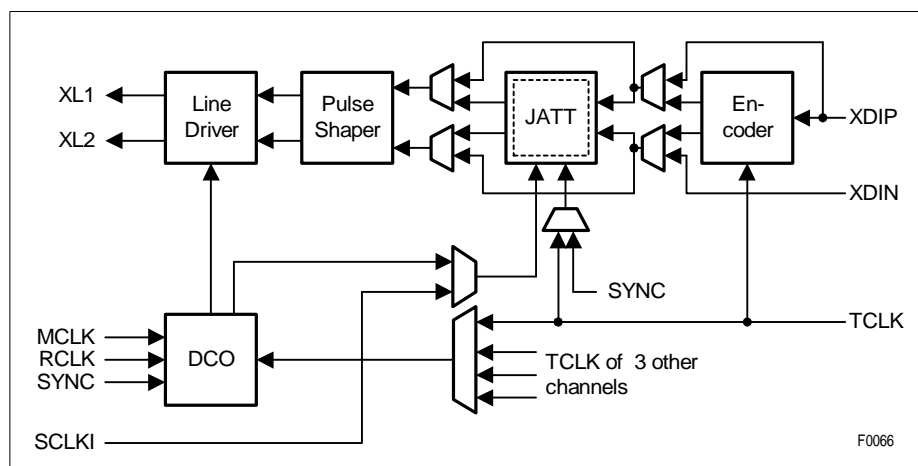 XL1
XL2
Line
Driver
Pulse
Shaper
JATT
En-
coder
XDIP
XDIN
SYNC
TCLK
MCLK
RCLK
SYNC
DCO
TCLK of 3 other
channels
SCLKI
F0066